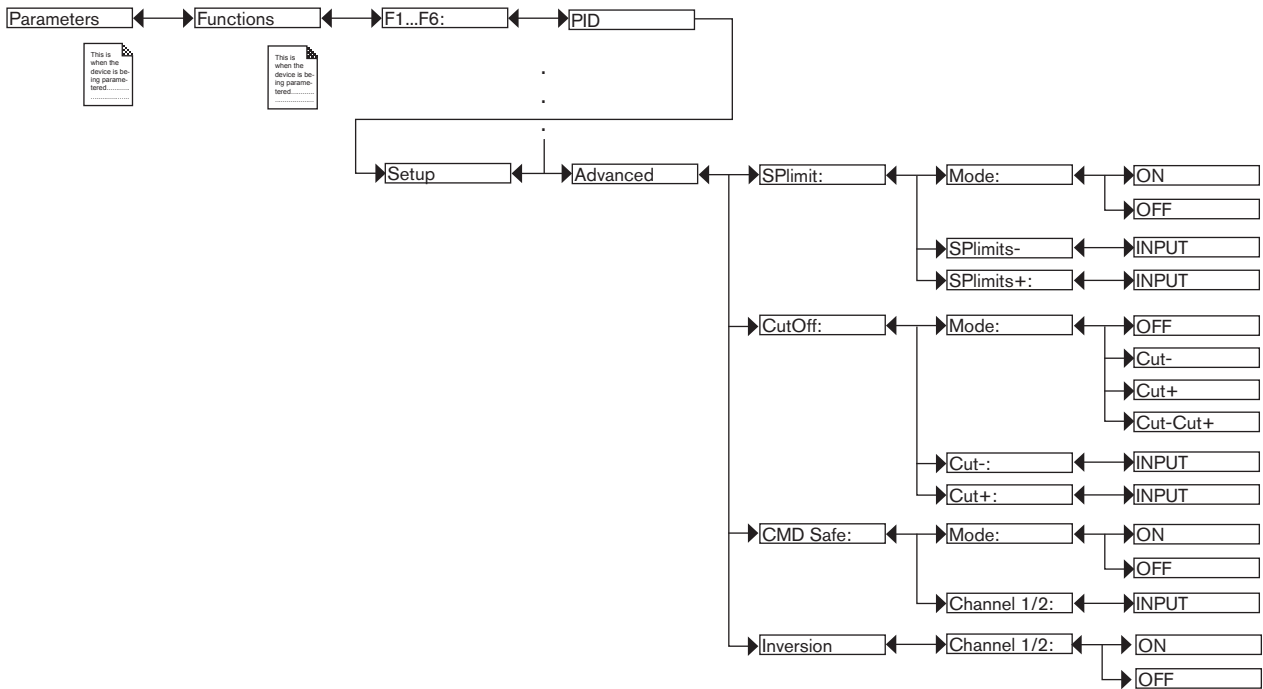 Parameters Functions F1...F6: PID
This is
when the
device is be-
ing parame-
tered............
....................
This is
when the
device is be-
ing parame-
tered............
....................
Setup Advanced SPlimit: Mode: ON
OFF
SPlimits- INPUT
SPlimits+: INPUT
CutOff: Mode: OFF
Cut-
Cut+
Cut-Cut+
Cut-: INPUT
Cut+: INPUT
CMD Safe: Mode: ON
OFF
Channel 1/2: INPUT
Inversion Channel 1/2: ON
OFF